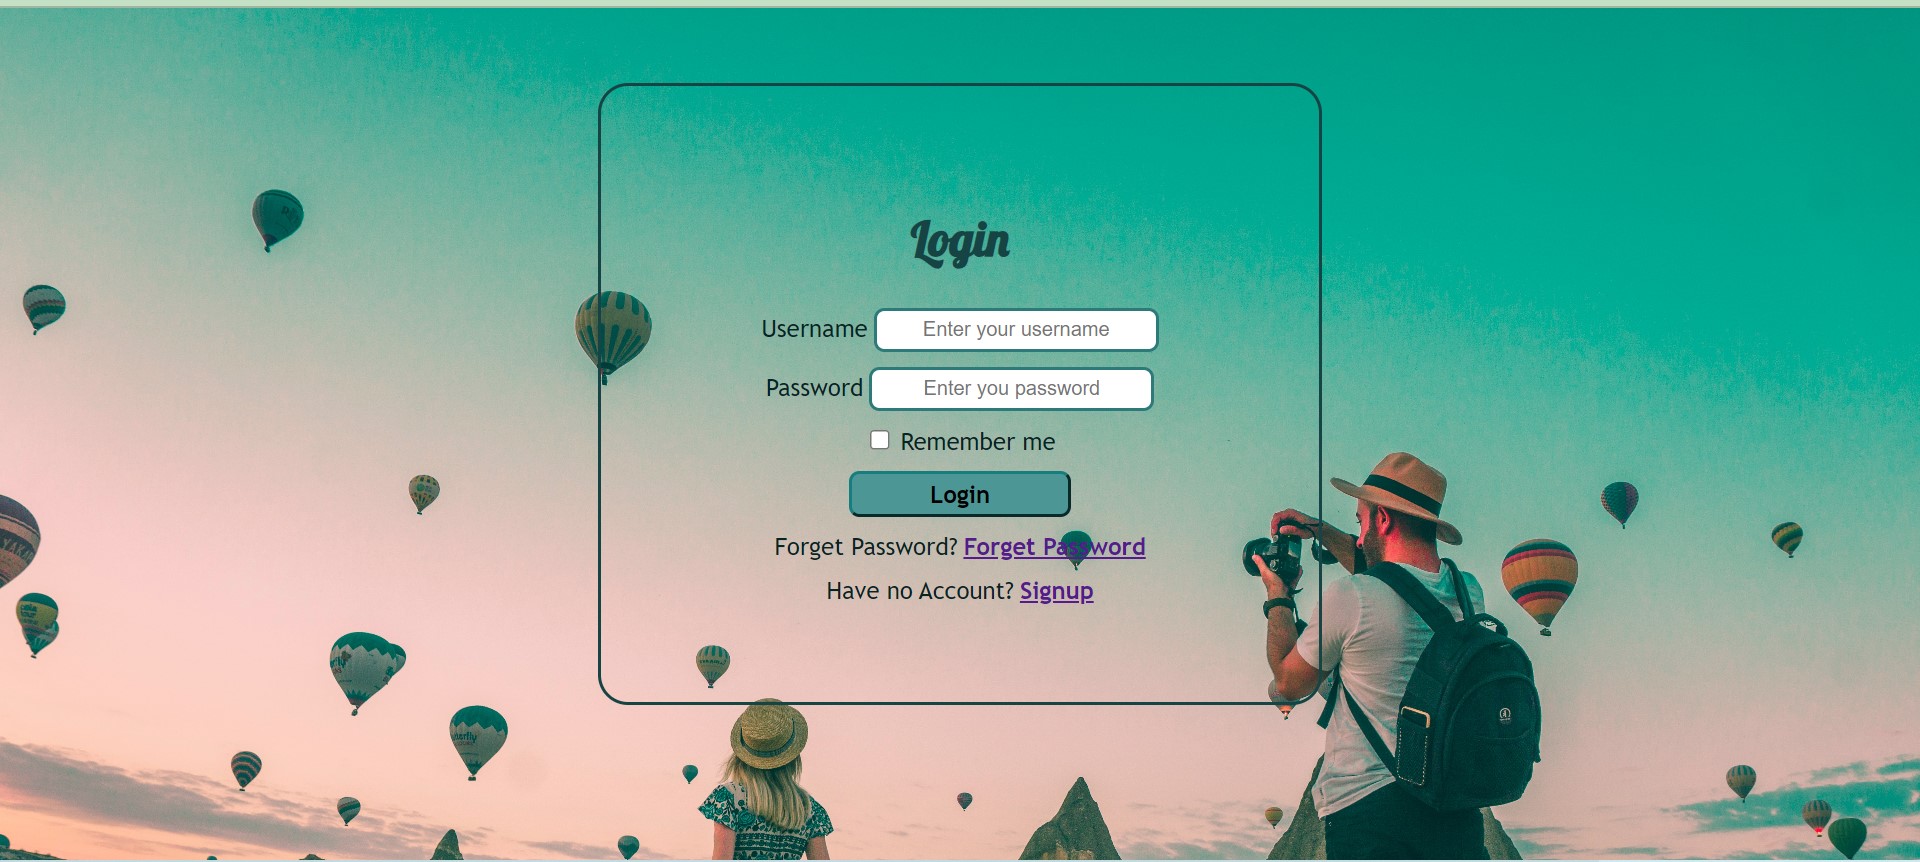 Login
Username Enter your username
Password Enter you password
Remember me
Login
Forget Password? Forget Password
Have no Account? Signup